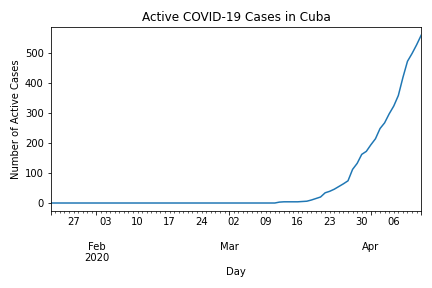 Active COVID-19 Cases in Cuba
Number of Active Cases
500
400
300
200
100
0
27 03 10 17 24 02 09 16 23 30 06
Feb Mar Apr
2020
Day